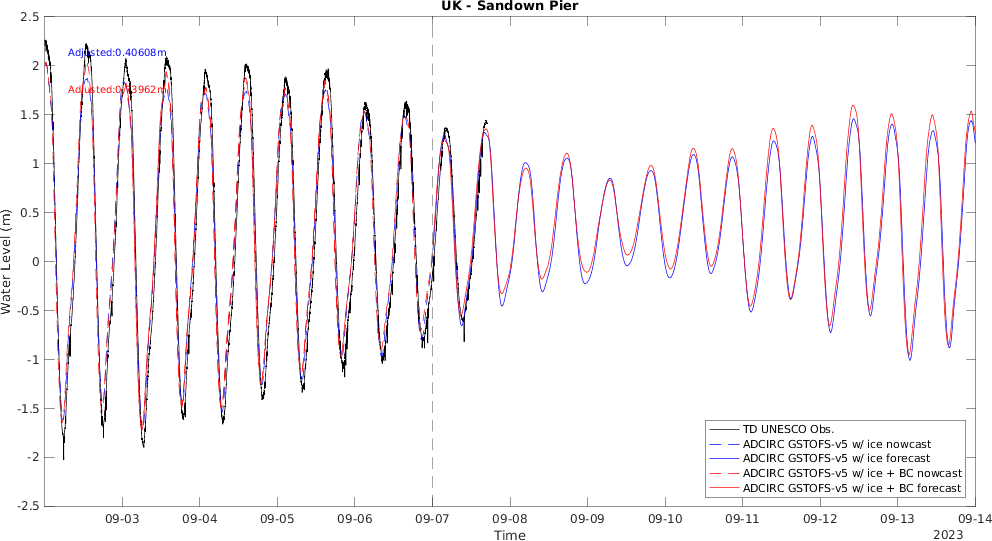 UK - Sandown Pier
2.5
2
1.5
1
0.5
0
-0.5
-1
-1.5
-2
-2.5
Water Level (m)
Adjusted:0.40608m
09-03
09-04
09-05
09-06
09-07
09-08
09-09
09-10
09-11
09-12
09-13
09-14
Time
2023
TD UNESCO Obs.
ADCIRC GSTOFS-v5 w/ ice nowcast
ADCIRC GSTOFS-v5 w/ ice forecast
ADCIRC GSTOFS-v5 w/ ice + BC nowcast
ADCIRC GSTOFS-v5 w/ ice + BC forecast